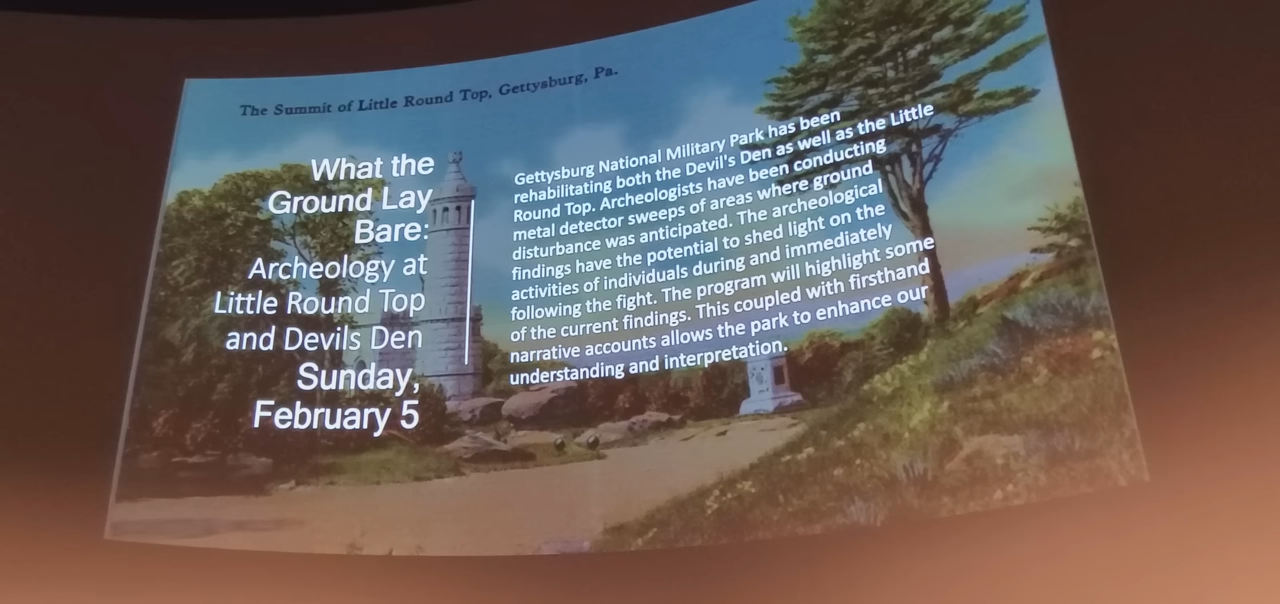 The Summit of Little Round Top, Gettysburg, Pa.
What the
Ground Lay
Bare:
Archeology at
Little Round Top
and Devils Den
Sunday,
February 5
Gettysburg National Military Park has been
rehabilitating both the Devil's Den as well as the Little
Round Top. Archeologists have been conducting
metal detector sweeps of areas where ground
disturbance was anticipated. The archeological
findings have the potential to shed light on the
activities of individuals during and immediately
following the fight. The program will highlight some
of the current findings. This coupled with firsthand
narrative accounts allows the park to enhance our
understanding and interpretation.